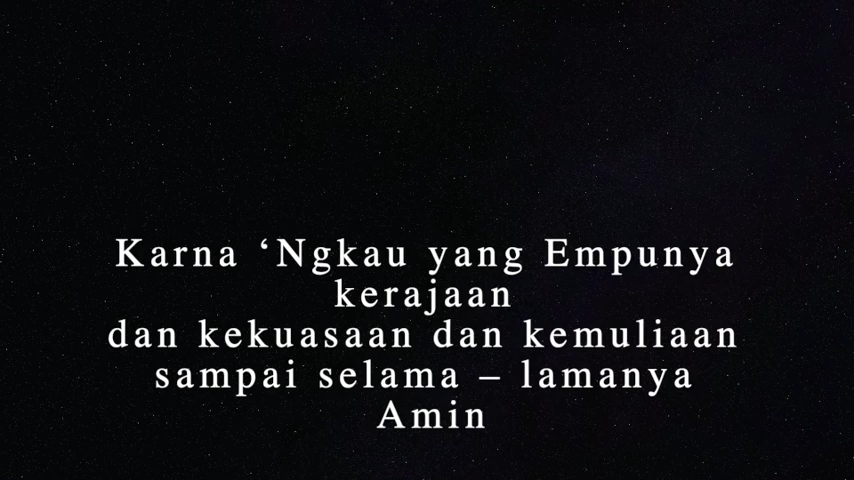 Karna ‘Ngkau yang Empunya
kerajaan
dan kekuasaan dan kemuliaan
sampai selama – lamanya
Amin